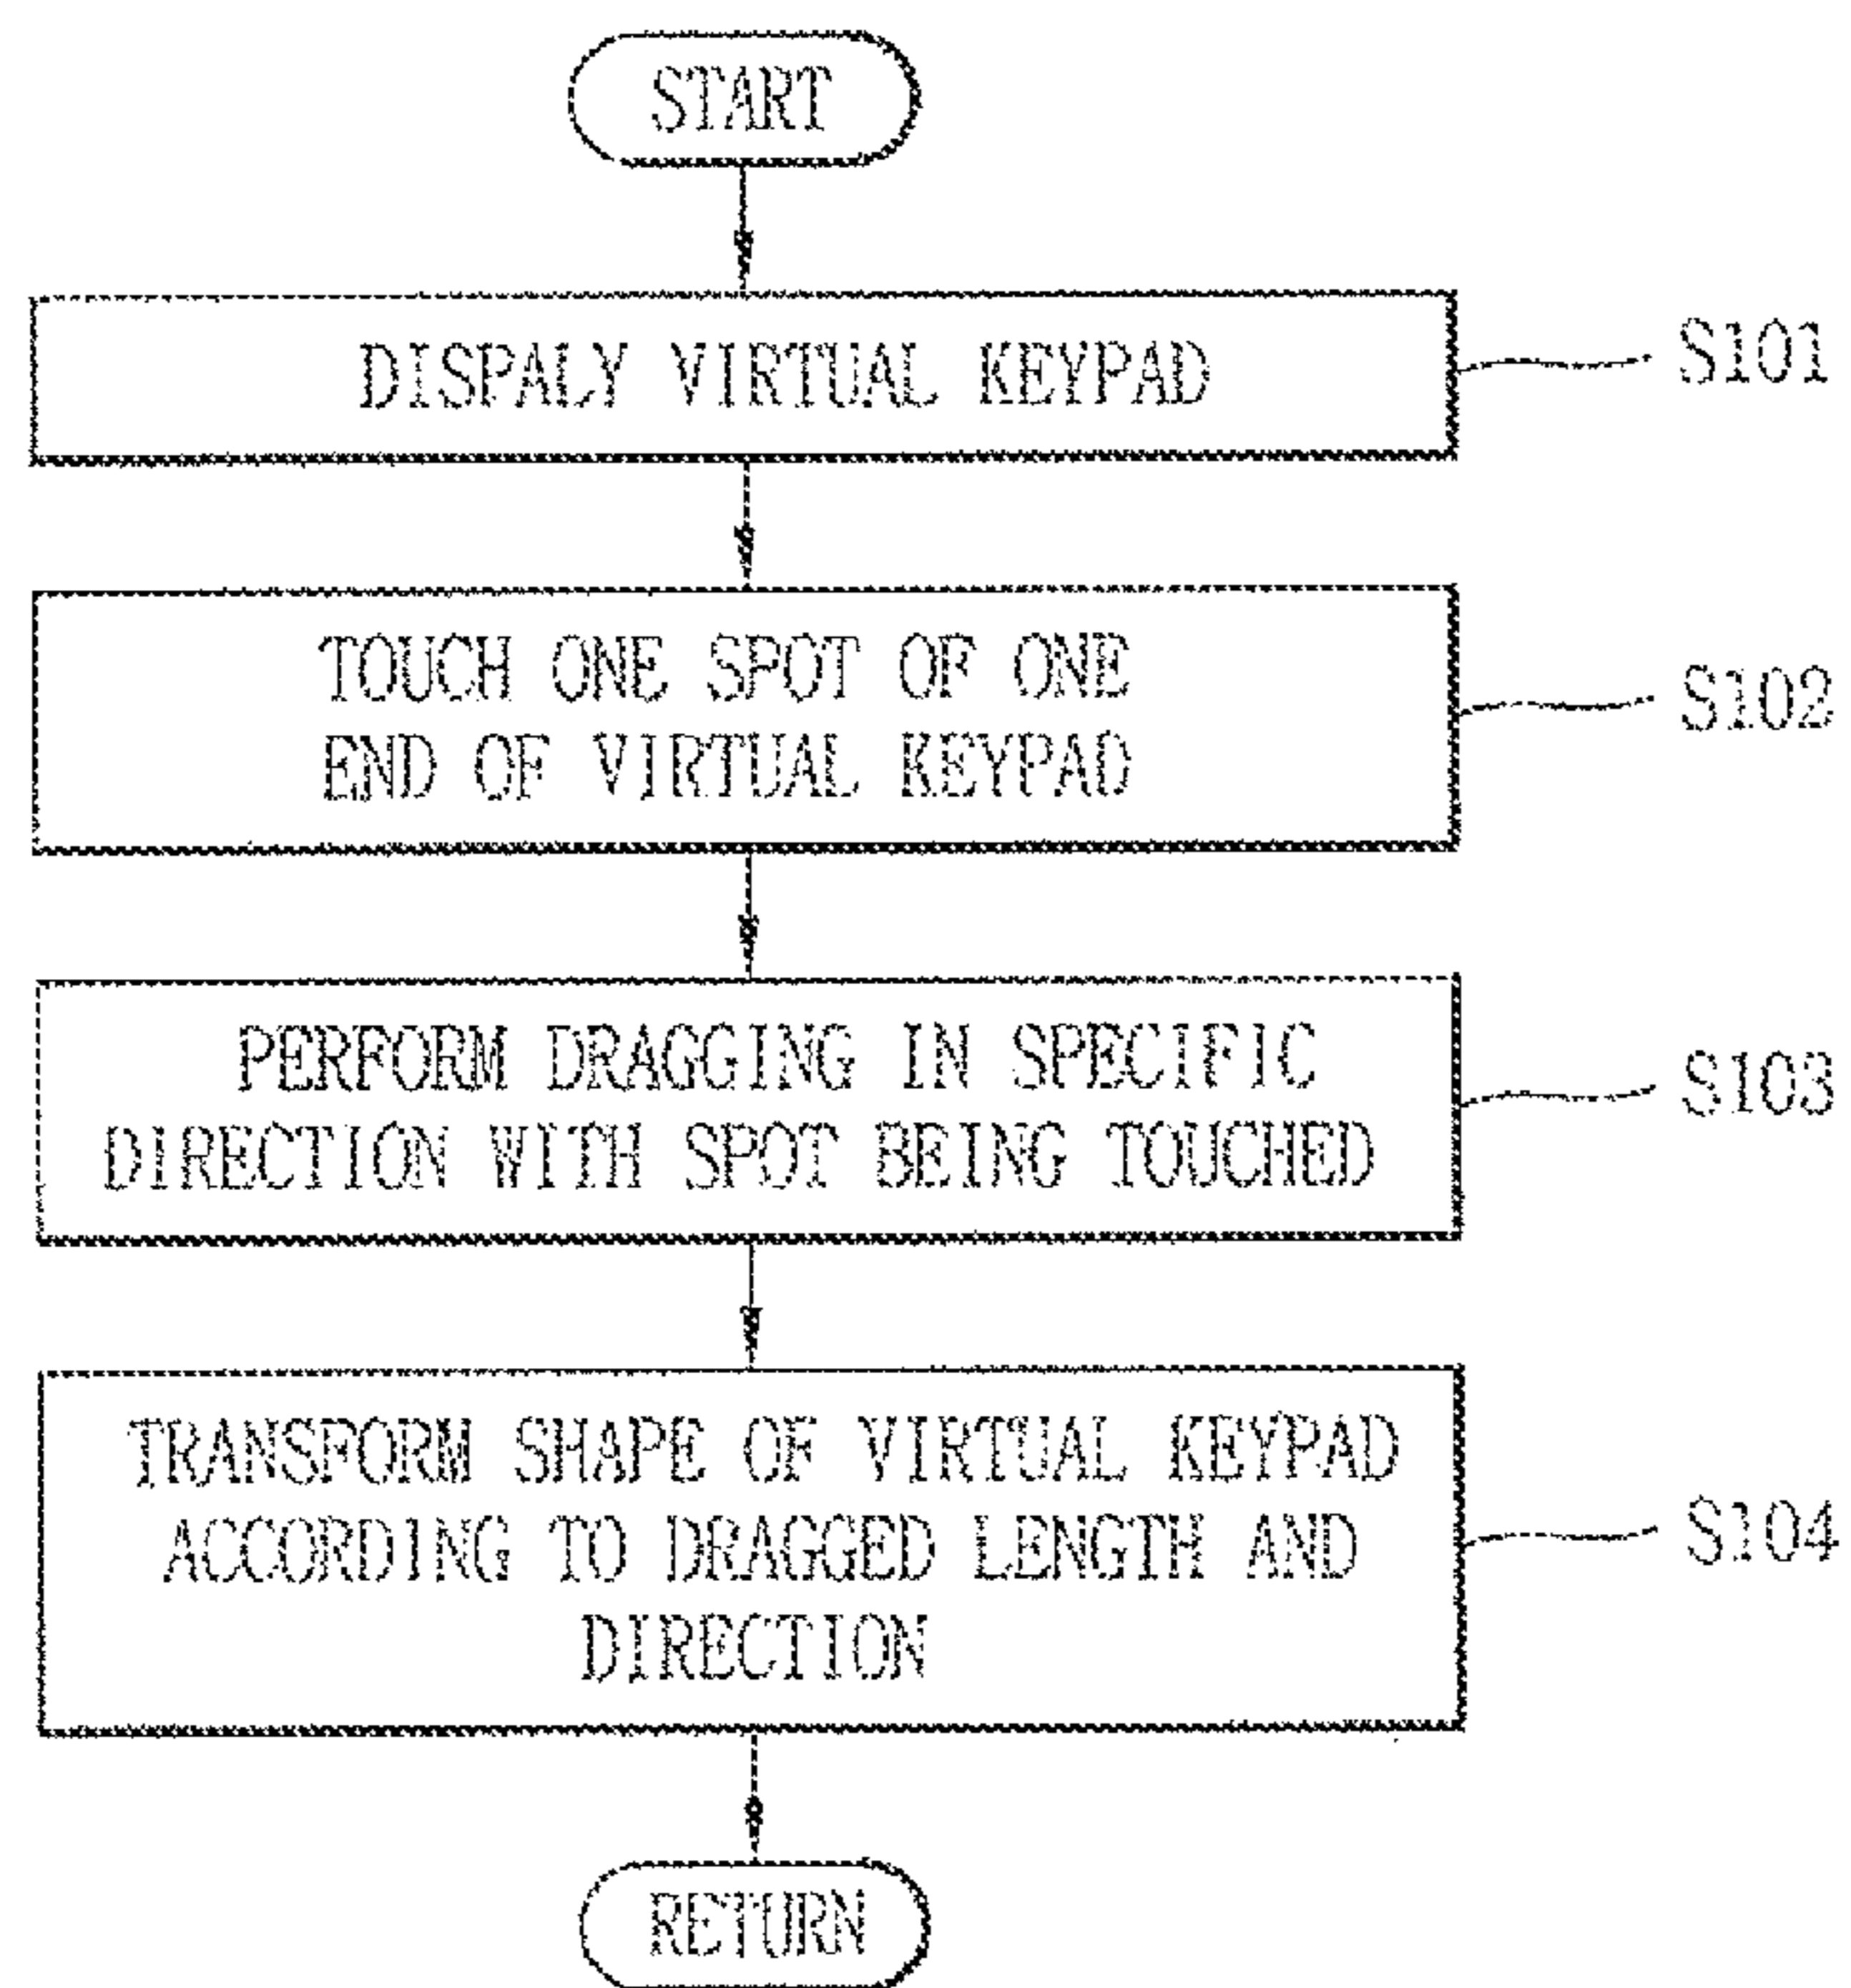 START
DISPALY VIRTUAL KEYPAD
S101
TOUCH ONE SPOT OF ONE
END OF VIRTUAL KEYPAD
S102
PERFORM DRAGGING IN SPECIFIC
DIRECTION WITH SPOT BEING TOUCHED
S103
TRANSFORM SHAPE OF VIRTUAL KEYPAD
ACCORDING TO DRAGGED LENGTH AND
DIRECTION
S104
RETURN